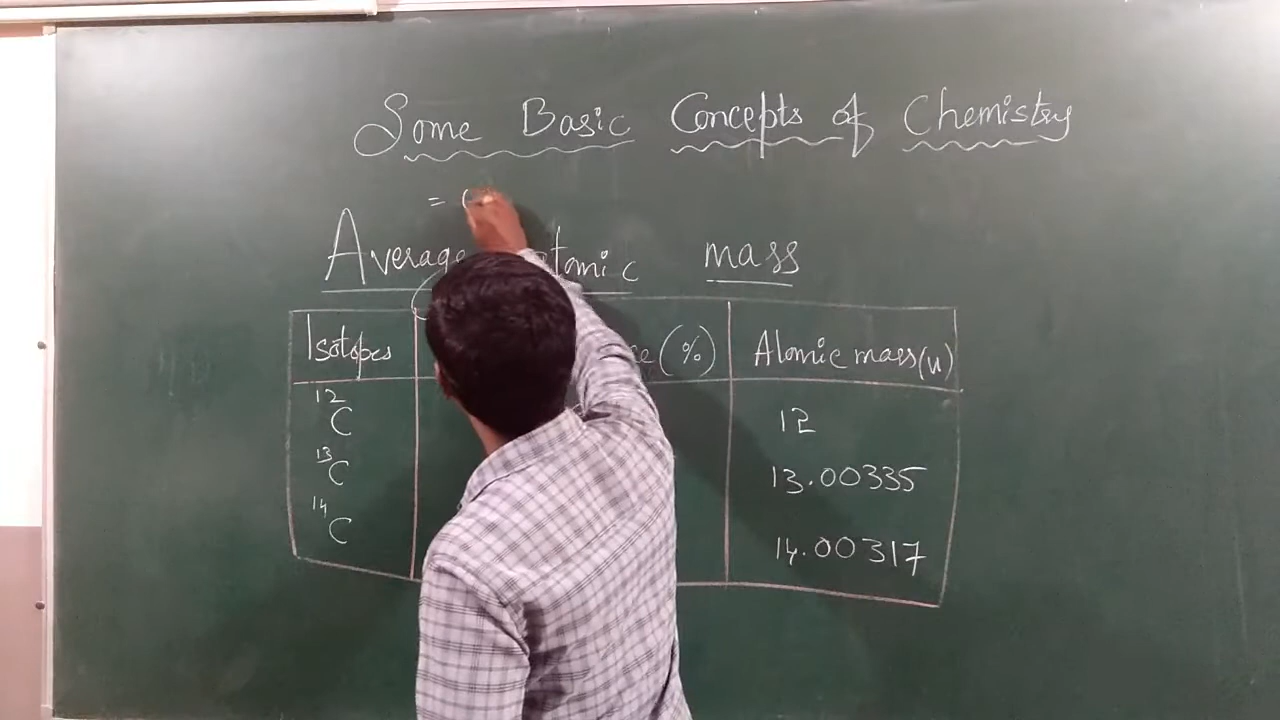 Some Basic Concepts of Chemistry
= (
Average mass
Isotopes (%) Atomic mass (u)
12C 12
13C 13.00335
14C 14.00317